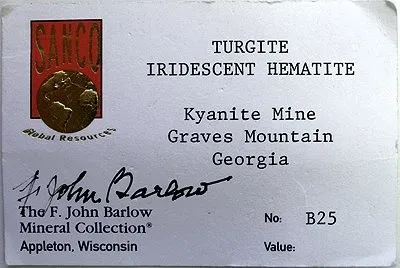 SANCO
Global Resources
TURGITE
IRIDESCENT HEMATITE
Kyanite Mine
Graves Mountain
Georgia
F. John Barlow
The F. John Barlow
Mineral Collection®
Appleton, Wisconsin
No: B25
Value: